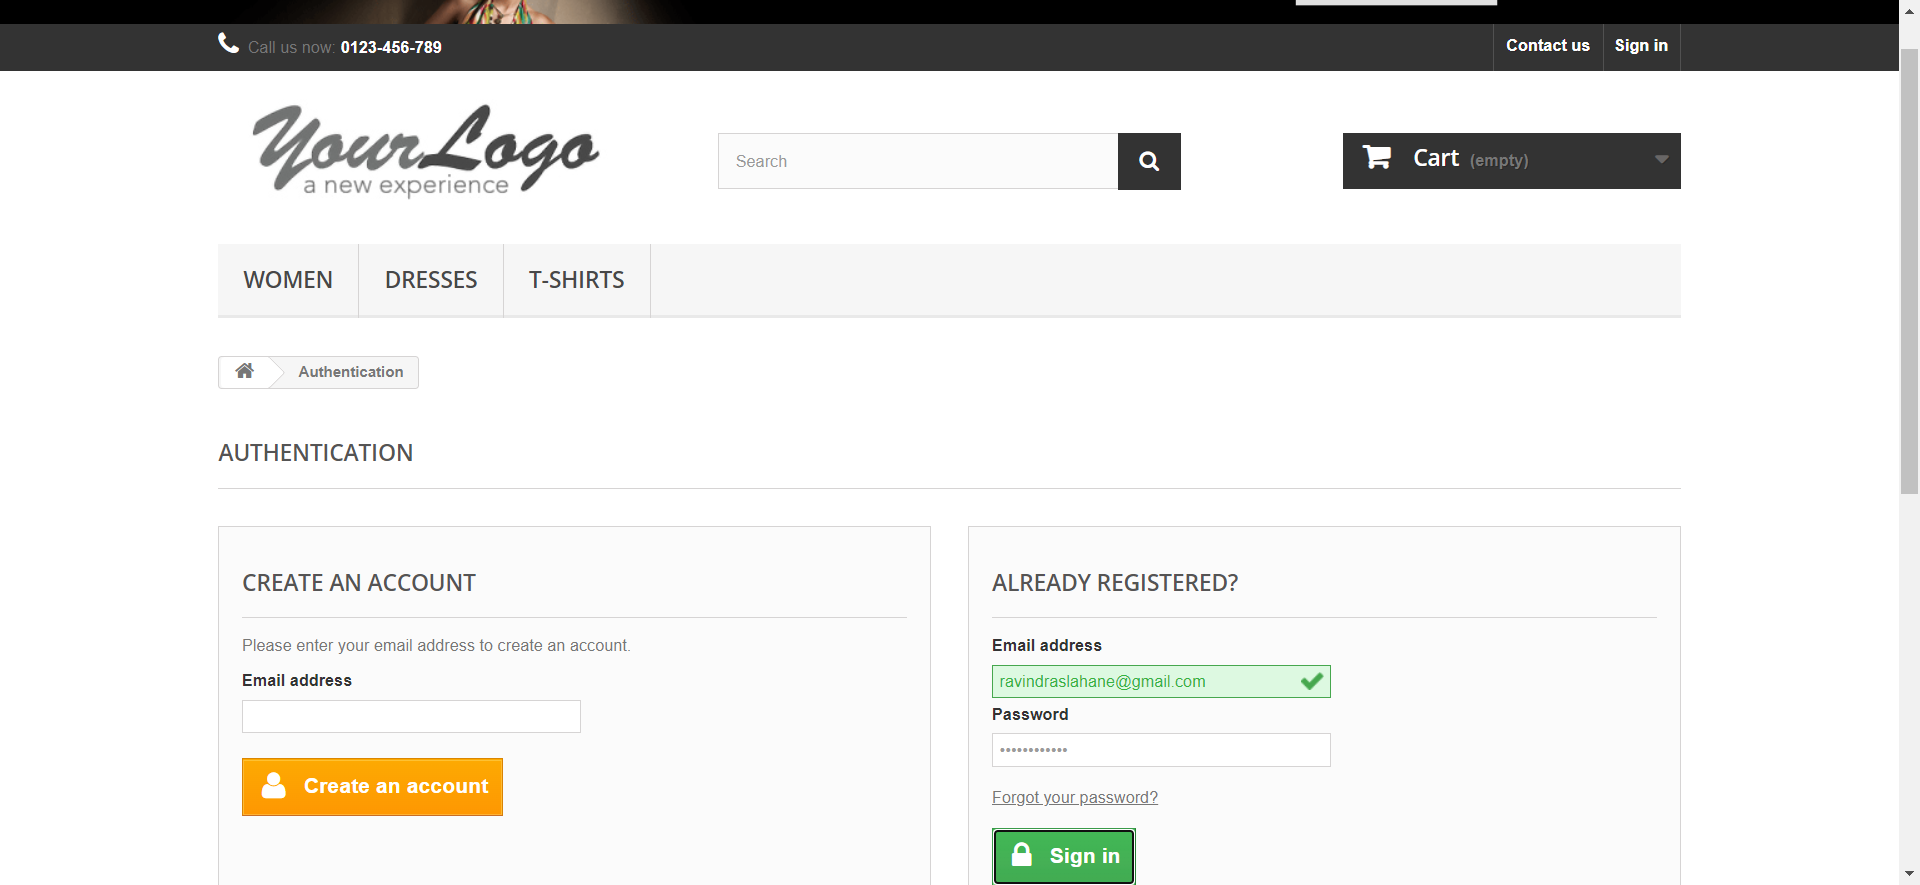 Call us now: 0123-456-789
Contact us
Sign in
Your Logo
a new experience
Search
Cart (empty)
WOMEN
DRESSES
T-SHIRTS
Authentication
AUTHENTICATION
CREATE AN ACCOUNT
Please enter your email address to create an account.
Email address
Create an account
ALREADY REGISTERED?
Email address
ravindraslahane@gmail.com
Password
••••••••••••
Forgot your password?
Sign in